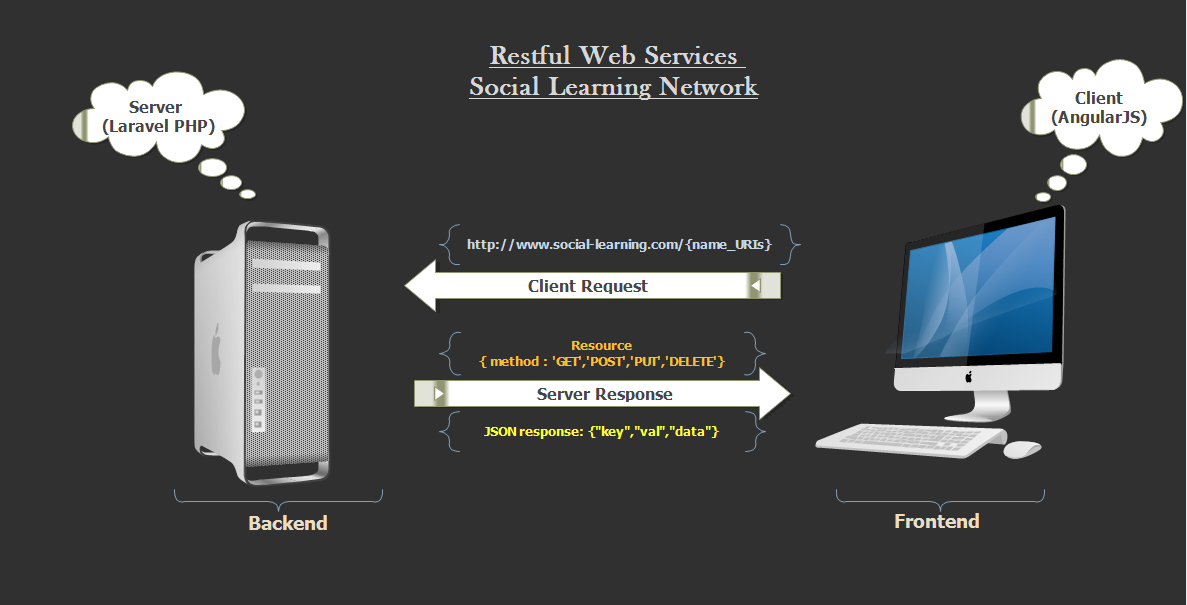 Restful Web Services
Social Learning Network
Server
(Laravel PHP)
Client
(AngularJS)
http://www.social-learning.com/{name_URIs}
Client Request
Resource
{ method : 'GET','POST','PUT','DELETE'}
Server Response
JSON response: {"key","val","data"}
Backend
Frontend